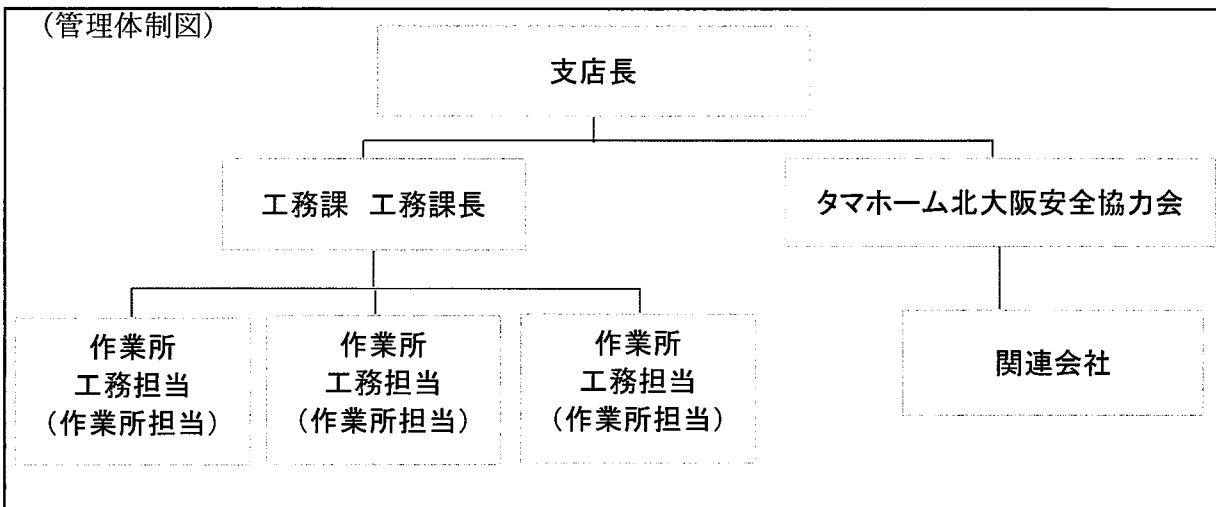 (管理体制図)
支店長
工務課 工務課長
タマホーム北大阪安全協力会
作業所
工務担当
(作業所担当)
作業所
工務担当
(作業所担当)
作業所
工務担当
(作業所担当)
関連会社